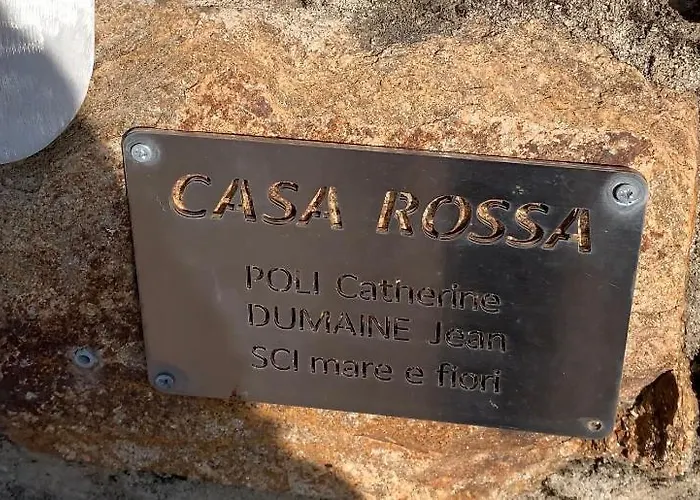 CASA ROSSA
POLI Catherine
DUMAINE Jean
SCI mare e fiori